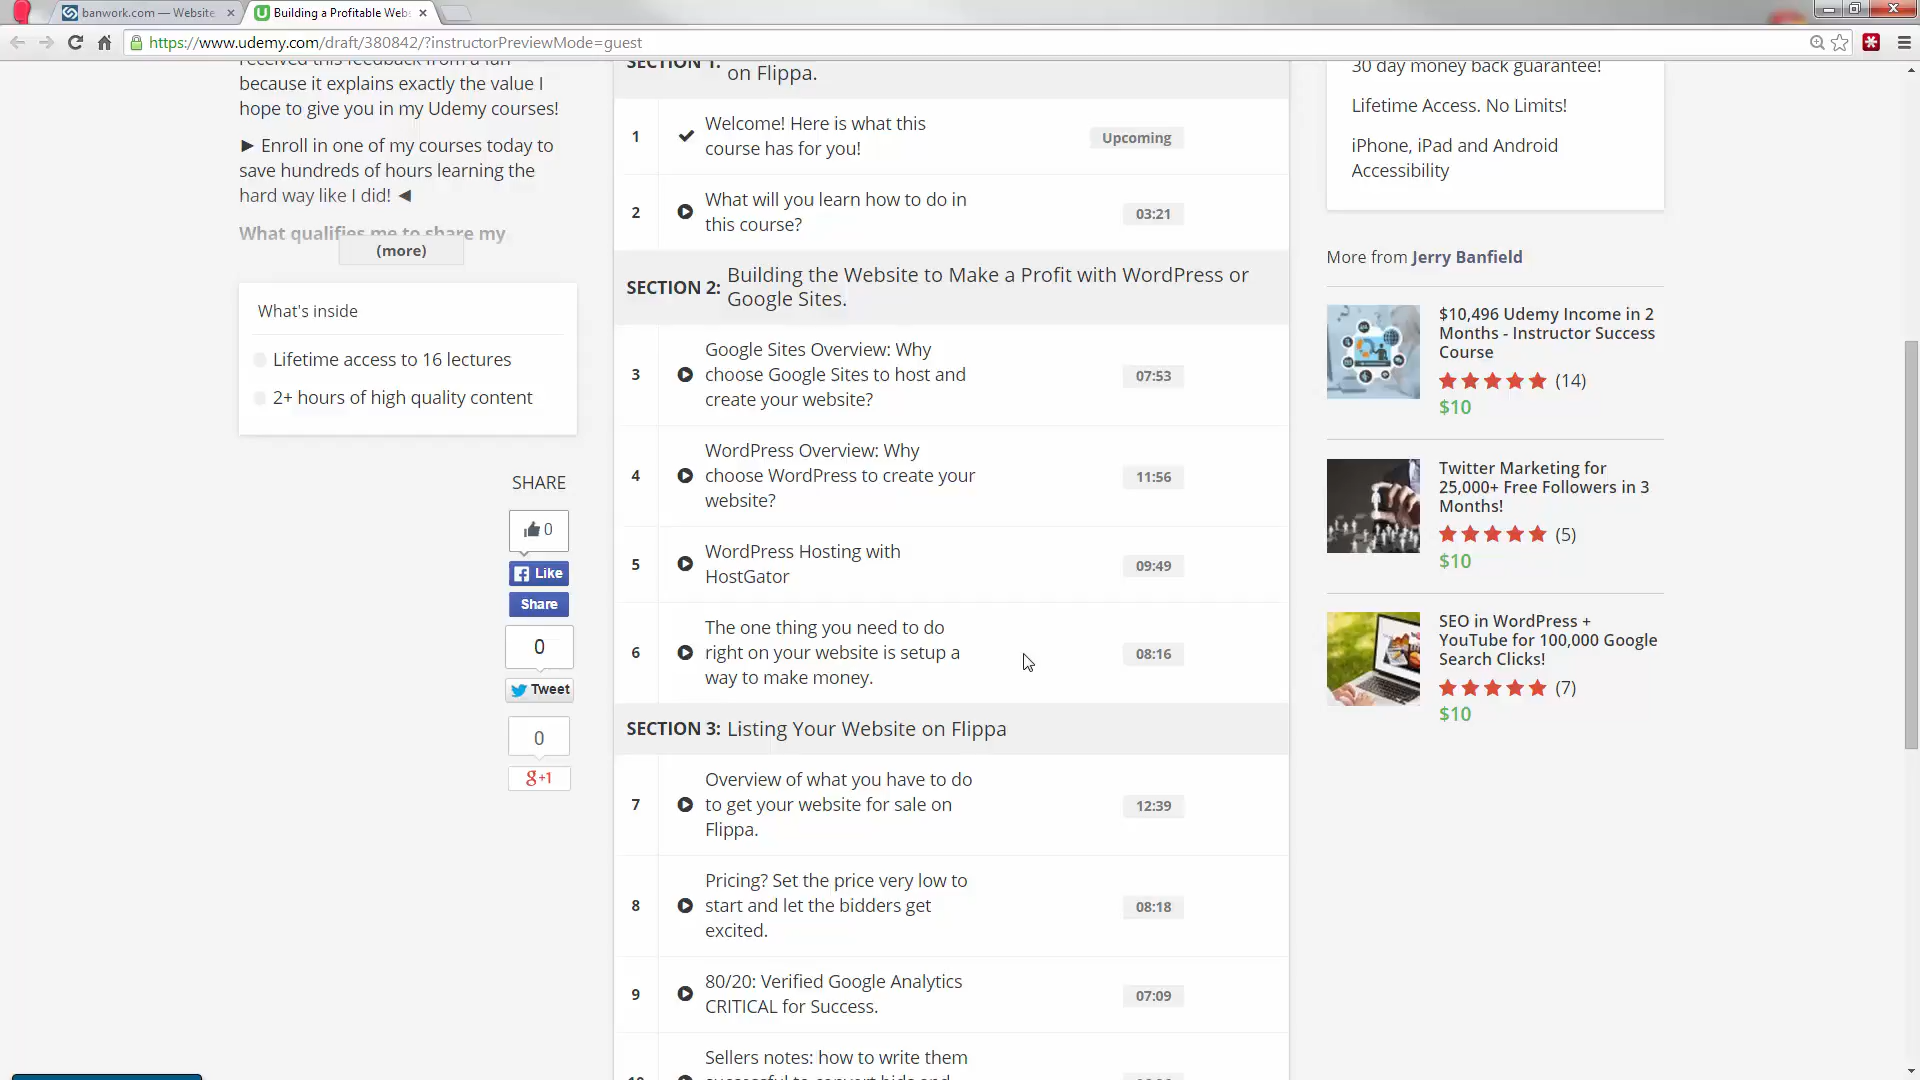 banwork.com — Website
Building a Profitable Web
https://www.udemy.com/draft/380842/?instructorPreviewMode=guest
received this feedback from a fan
because it explains exactly the value I
hope to give you in my Udemy courses!
► Enroll in one of my courses today to
save hundreds of hours learning the
hard way like I did! ◄
What qualifies me to share my
(more)
What's inside
Lifetime access to 16 lectures
2+ hours of high quality content
SHARE
0
Like
Share
0
Tweet
0
g+1
SECTION 1:
on Flippa.
1
Welcome! Here is what this
course has for you!
Upcoming
2
What will you learn how to do in
this course?
03:21
SECTION 2:
Building the Website to Make a Profit with WordPress or
Google Sites.
3
Google Sites Overview: Why
choose Google Sites to host and
create your website?
07:53
4
WordPress Overview: Why
choose WordPress to create your
website?
11:56
5
WordPress Hosting with
HostGator
09:49
6
The one thing you need to do
right on your website is setup a
way to make money.
08:16
SECTION 3: Listing Your Website on Flippa
7
Overview of what you have to do
to get your website for sale on
Flippa.
12:39
8
Pricing? Set the price very low to
start and let the bidders get
excited.
08:18
9
80/20: Verified Google Analytics
CRITICAL for Success.
07:09
10
Sellers notes: how to write them
30 day money back guarantee!
Lifetime Access. No Limits!
iPhone, iPad and Android
Accessibility
More from Jerry Banfield
$10,496 Udemy Income in 2
Months - Instructor Success
Course
(14)
$10
Twitter Marketing for
25,000+ Free Followers in 3
Months!
(5)
$10
SEO in WordPress +
YouTube for 100,000 Google
Search Clicks!
(7)
$10